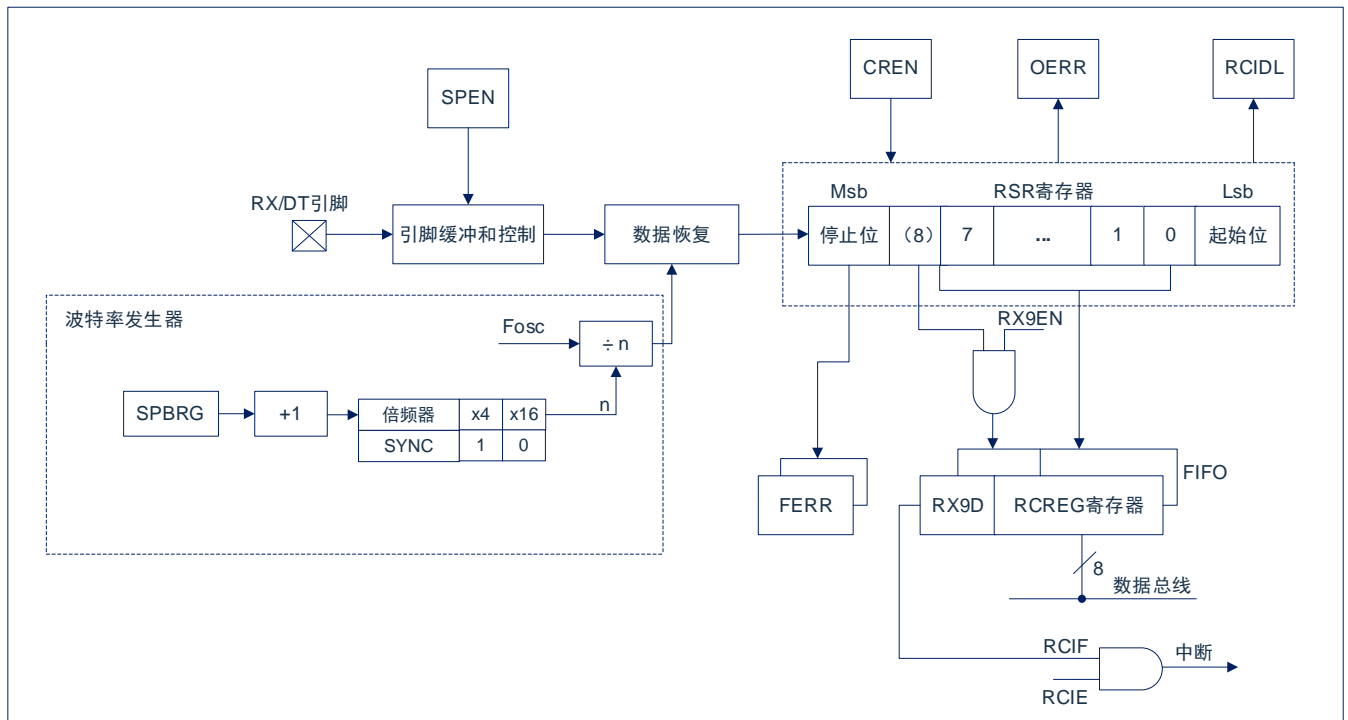 CREN
OERR
RCIDL
SPEN
Msb
RSR寄存器
Lsb
RX/DT引脚
引脚缓冲和控制
数据恢复
停止位
（8）
7
...
1
0
起始位
波特率发生器
Fosc
÷n
RX9EN
SPBRG
+1
倍频器
x4
x16
n
SYNC
1
0
FERR
RX9D
RCREG寄存器
FIFO
8
数据总线
RCIF
中断
RCIE